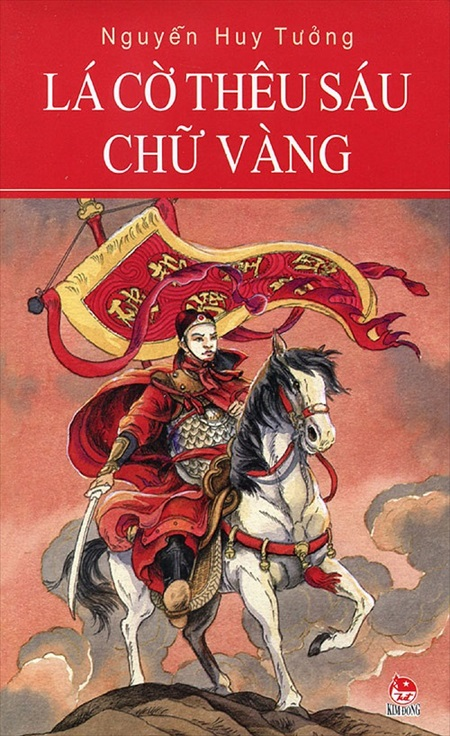 Nguyễn Huy Tưởng
LÁ CỜ THÊU SÁU
CHỮ VÀNG
KIM ĐỒNG